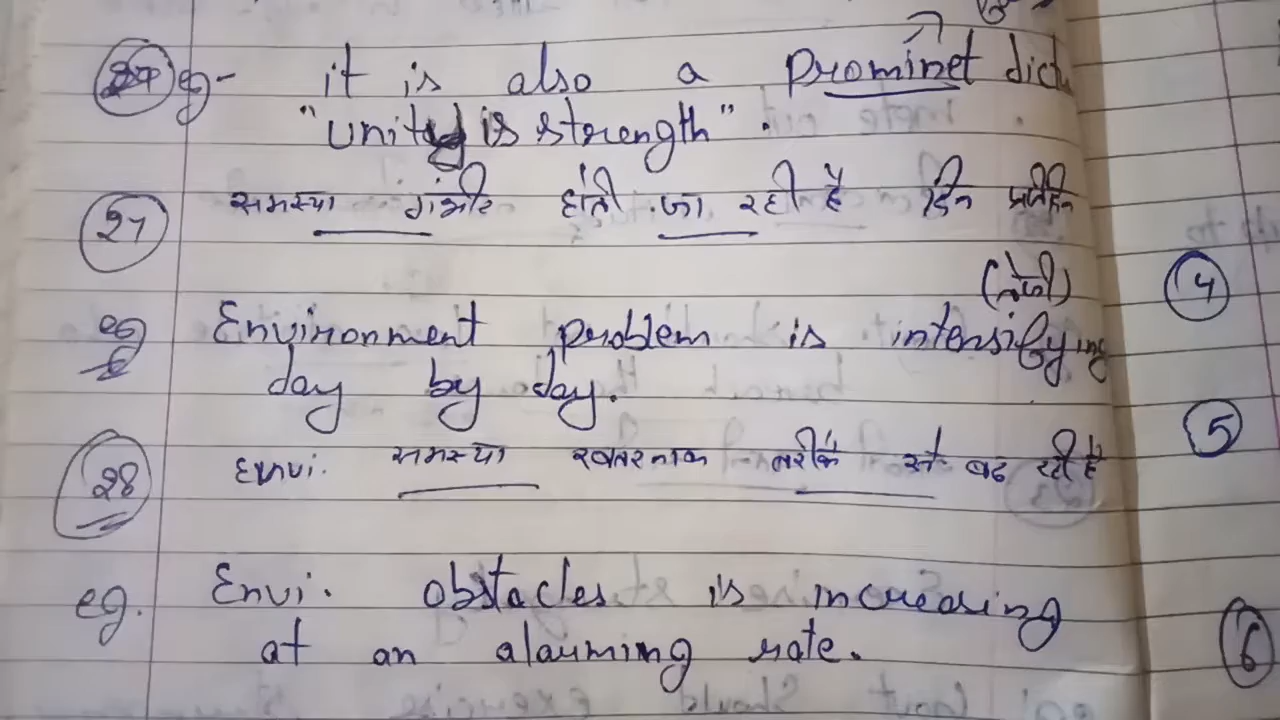 eg - it is also a prominet dictu
"unity is strength".
27 समस्या गंभीर होती जा रही है दिन प्रतिदिन
(तेजी)
4
eg Environment problem is intensifying
day by day.
5
28 Envi. समस्या खतरनाक तरीके से बढ रही है
eg. Envi. obstacles is increasing
at an alarming rate.
6